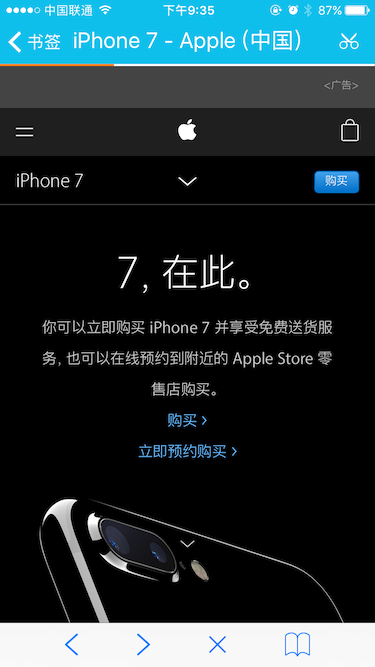 中国联通 下午9:35 87%
书签 iPhone 7 - Apple (中国)
<广告>
iPhone 7 购买
7, 在此。
你可以立即购买 iPhone 7 并享受免费送货服
务, 也可以在线预约到附近的 Apple Store 零
售店购买。
购买 >
立即预约购买 >